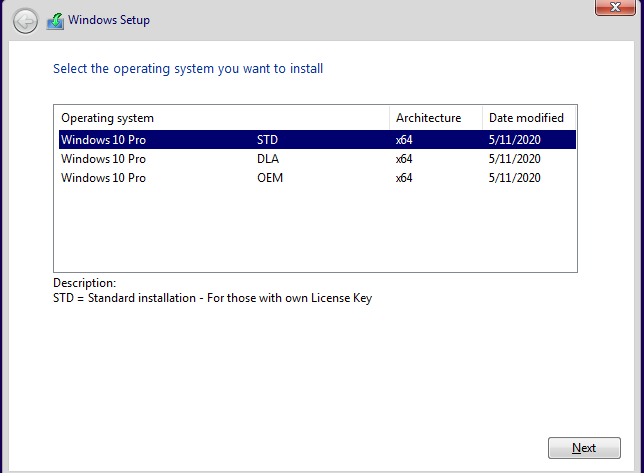 Windows Setup
Select the operating system you want to install
Operating system Architecture Date modified
Windows 10 Pro STD x64 5/11/2020
Windows 10 Pro DLA x64 5/11/2020
Windows 10 Pro OEM x64 5/11/2020
Description:
STD = Standard installation - For those with own License Key
Next